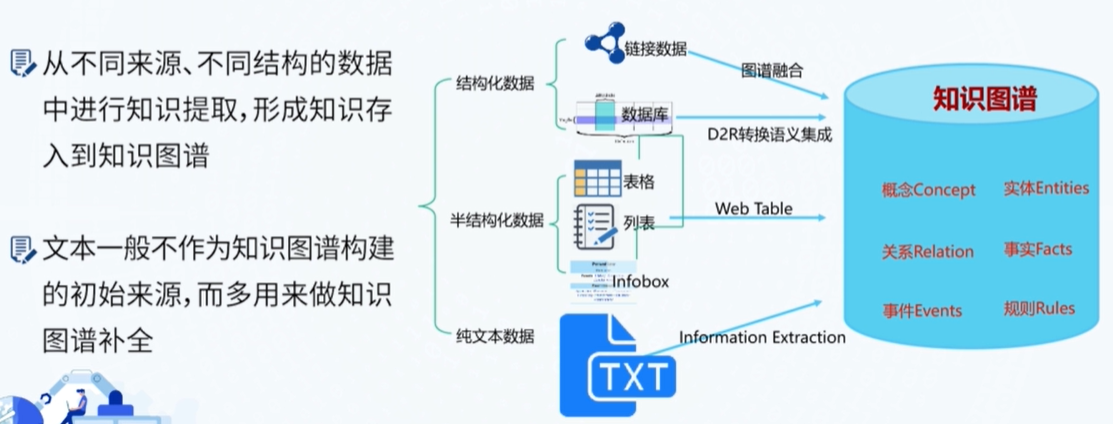 从不同来源、不同结构的数据
中进行知识提取，形成知识存
入到知识图谱
文本一般不作为知识图谱构建
的初始来源，而多用来做知识
图谱补全
结构化数据
半结构化数据
纯文本数据
链接数据
数据库
表格
列表
Infobox
TXT
图谱融合
D2R转换语义集成
Web Table
Information Extraction
知识图谱
概念Concept
实体Entities
关系Relation
事实Facts
事件Events
规则Rules